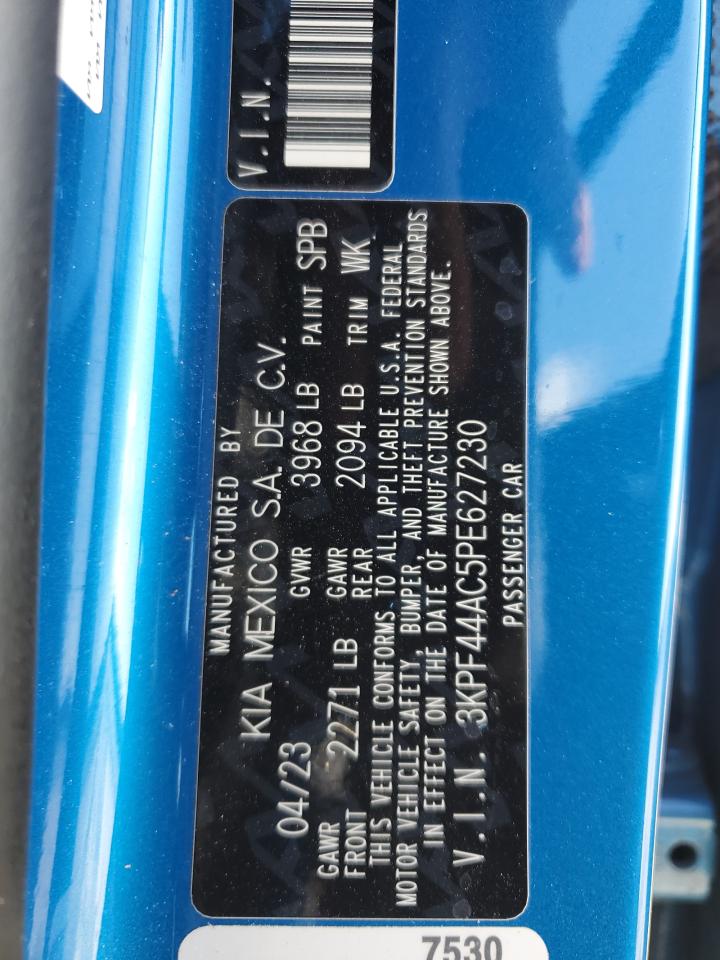 V.I.N.
MANUFACTURED BY
KIA MEXICO S.A. DE C.V.
04/23 GVWR 3968 LB PAINT SPB
GAWR FRONT 2271 LB GAWR REAR 2094 LB TRIM WK
THIS VEHICLE CONFORMS TO ALL APPLICABLE U.S.A. FEDERAL
MOTOR VEHICLE SAFETY, BUMPER, AND THEFT PREVENTION STANDARDS
IN EFFECT ON THE DATE OF MANUFACTURE SHOWN ABOVE.
V.I.N. 3KPF44AC5PE627230
PASSENGER CAR
7530